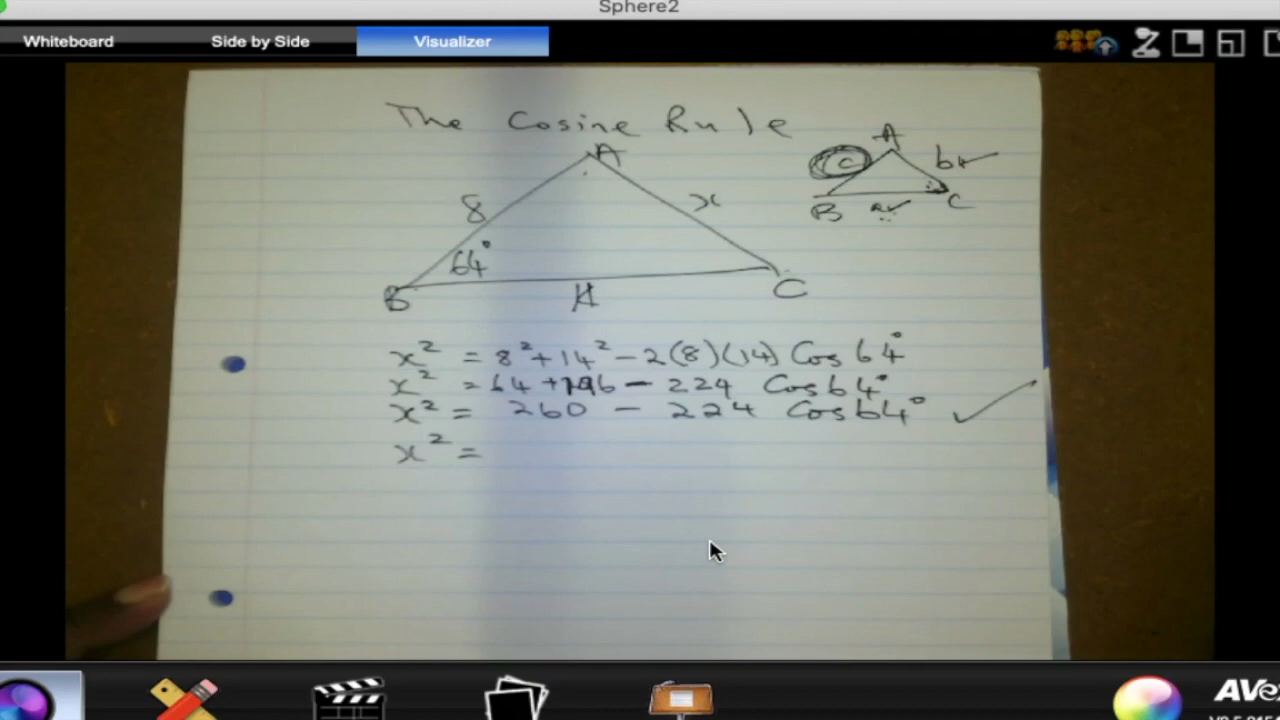 Sphere2
Whiteboard Side by Side Visualizer
The Cosine Rule
A
8
x
64°
B
14
C
A
c
b
B
a
C
x² = 8² + 14² - 2(8)(14) Cos 64°
x² = 64 + 196 - 224 Cos 64°
x² = 260 - 224 Cos 64°
x² =